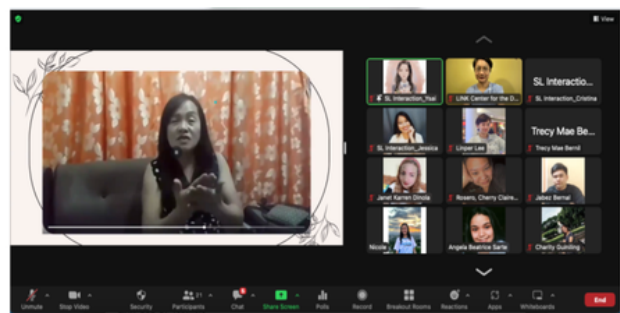 View
SL Interactio...
SL Interaction_Ysai
LINK Center for the D...
SL Interaction_Cristina
Trecy Mae Be...
SL Interaction_Jessica
Linper Lee
Trecy Mae Bernil
Janet Karren Dinola
Rosero, Cherry Claire...
Jabez Bernal
Nicole
Angela Beatrice Sarte
Charity Guinding
Unmute
Stop Video
Security
Participants
21
Chat
Share Screen
Polls
Record
Breakout Rooms
Reactions
Apps
Whiteboards
End